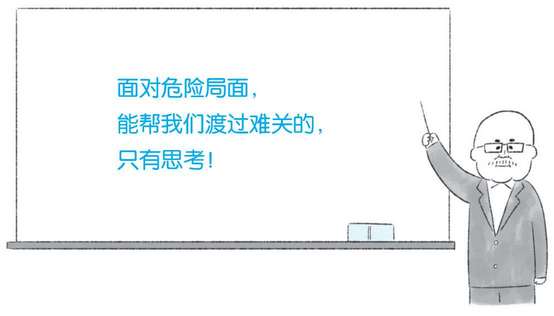 面对危险局面，
能帮我们渡过难关的，
只有思考！